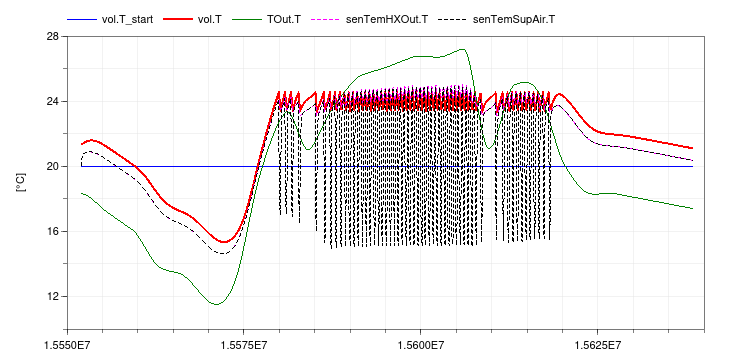 vol.T_start vol.T TOut.T senTemHXOut.T senTemSupAir.T
28
24
20
16
12
[°C]
1.5550E7 1.5575E7 1.5600E7 1.5625E7